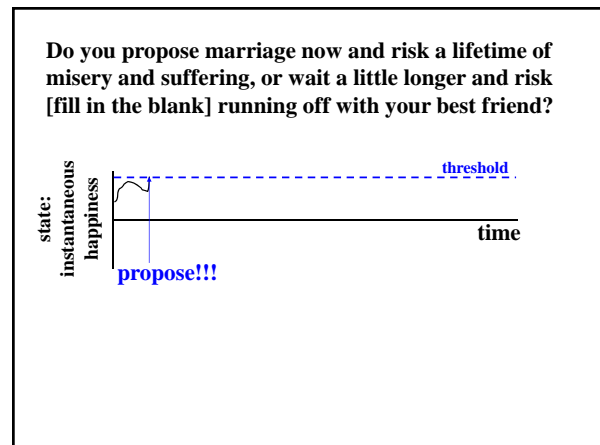 Do you propose marriage now and risk a lifetime of
misery and suffering, or wait a little longer and risk
[fill in the blank] running off with your best friend?
threshold
state:
instantaneous
happiness
time
propose!!!